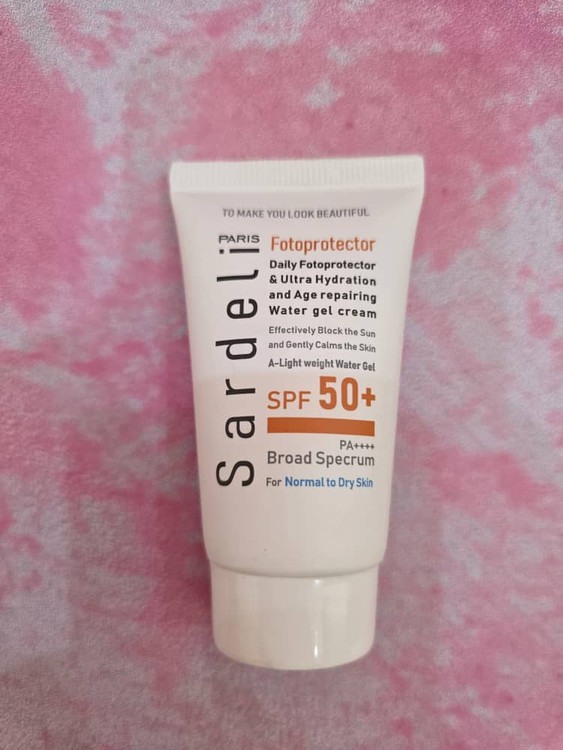 TO MAKE YOU LOOK BEAUTIFUL
PARIS
Sardeli
Fotoprotector
Daily Fotoprotector
& Ultra Hydration
and Age repairing
Water gel cream
Effectively Block the Sun
and Gently Calms the Skin
A-Light weight Water Gel
SPF 50+
PA++++
Broad Specrum
For Normal to Dry Skin